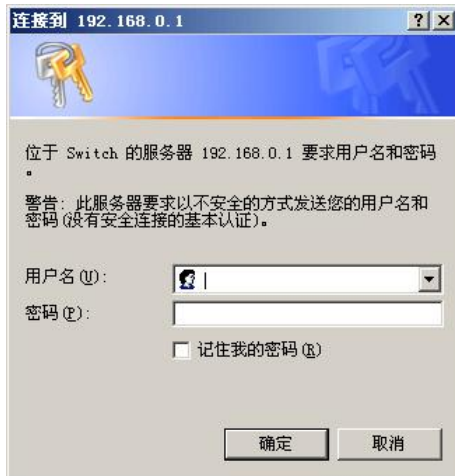 连接到 192.168.0.1
位于 Switch 的服务器 192.168.0.1 要求用户名和密码
。
警告: 此服务器要求以不安全的方式发送您的用户名和
密码(没有安全连接的基本认证)。
用户名(U):
密码(P):
记住我的密码(R)
确定 取消